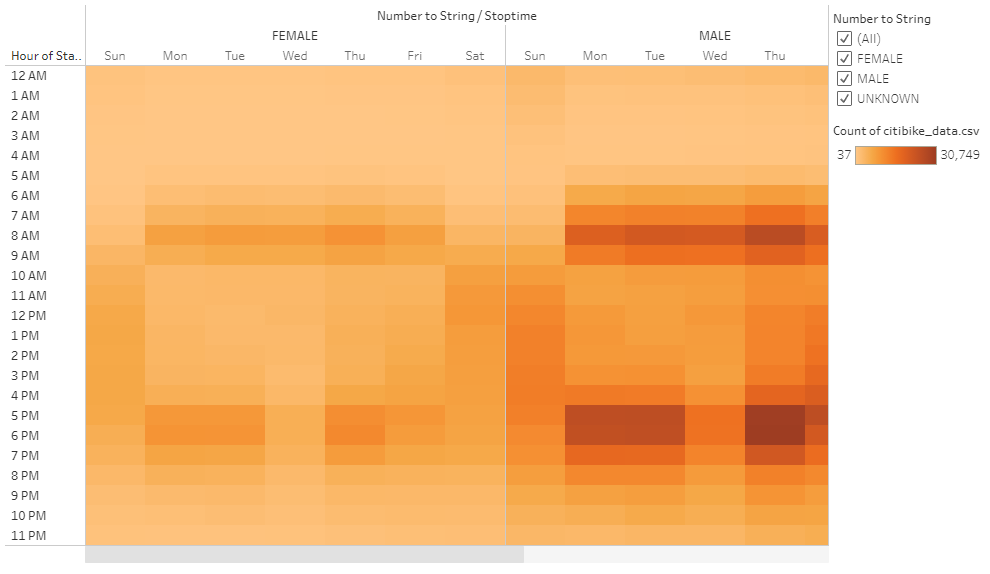 Number to String / Stoptime
FEMALE MALE
Hour of Sta.. Sun Mon Tue Wed Thu Fri Sat Sun Mon Tue Wed Thu
12 AM
1 AM
2 AM
3 AM
4 AM
5 AM
6 AM
7 AM
8 AM
9 AM
10 AM
11 AM
12 PM
1 PM
2 PM
3 PM
4 PM
5 PM
6 PM
7 PM
8 PM
9 PM
10 PM
11 PM
Number to String
(All)
FEMALE
MALE
UNKNOWN
Count of citibike_data.csv
37 30,749